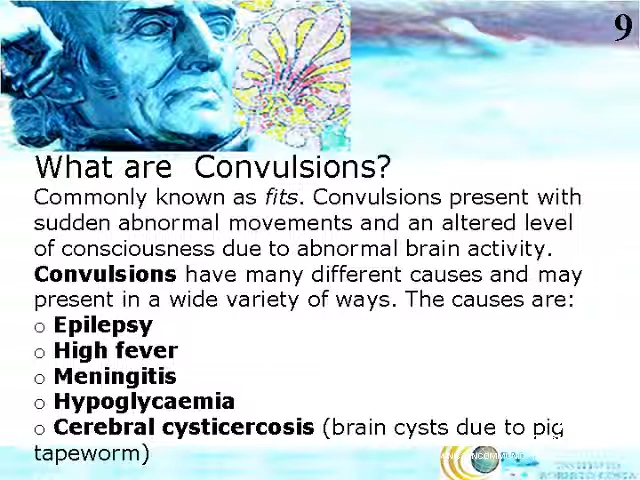 9
What are  Convulsions?
Commonly known as fits. Convulsions present with
sudden abnormal movements and an altered level
of consciousness due to abnormal brain activity.
Convulsions have many different causes and may
present in a wide variety of ways. The causes are:
o Epilepsy
o High fever
o Meningitis
o Hypoglycaemia
o Cerebral cysticercosis (brain cysts due to pig
tapeworm)